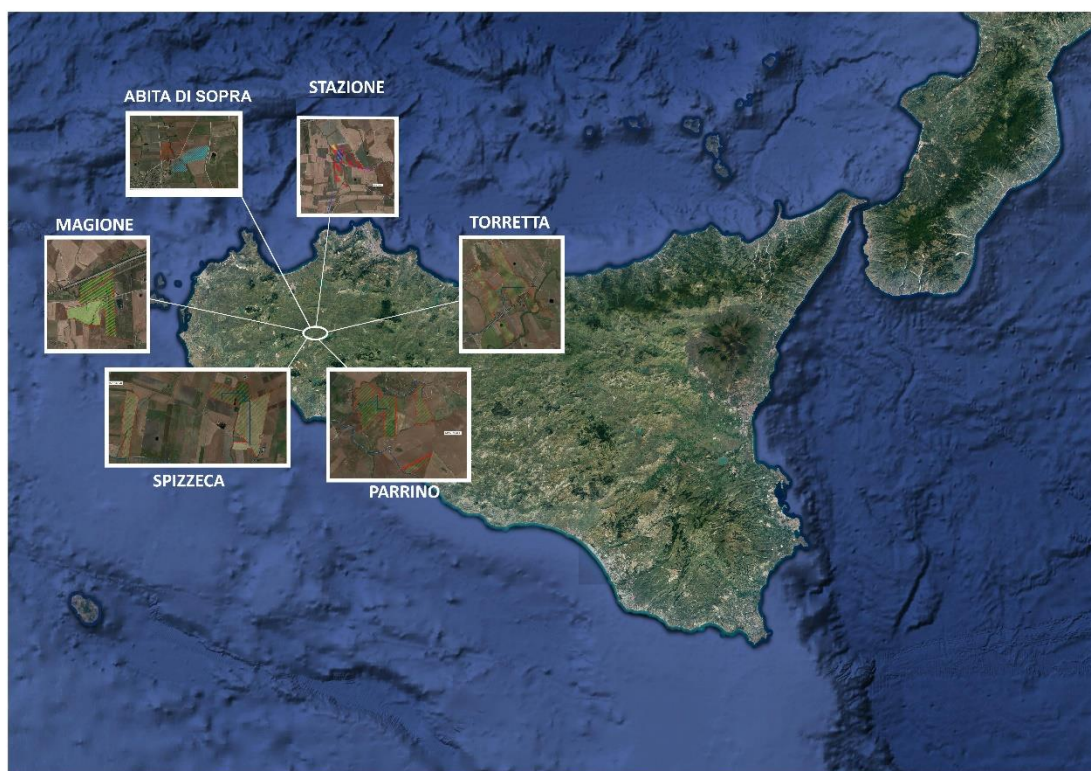 STAZIONE
ABITA DI SOPRA
MAGIONE
TORRETTA
SPIZZECA
PARRINO